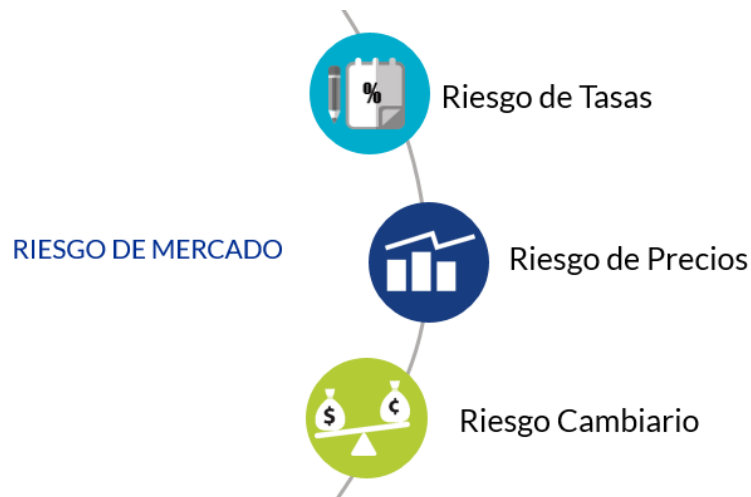 %
Riesgo de Tasas
RIESGO DE MERCADO
Riesgo de Precios
$ ¢
Riesgo Cambiario